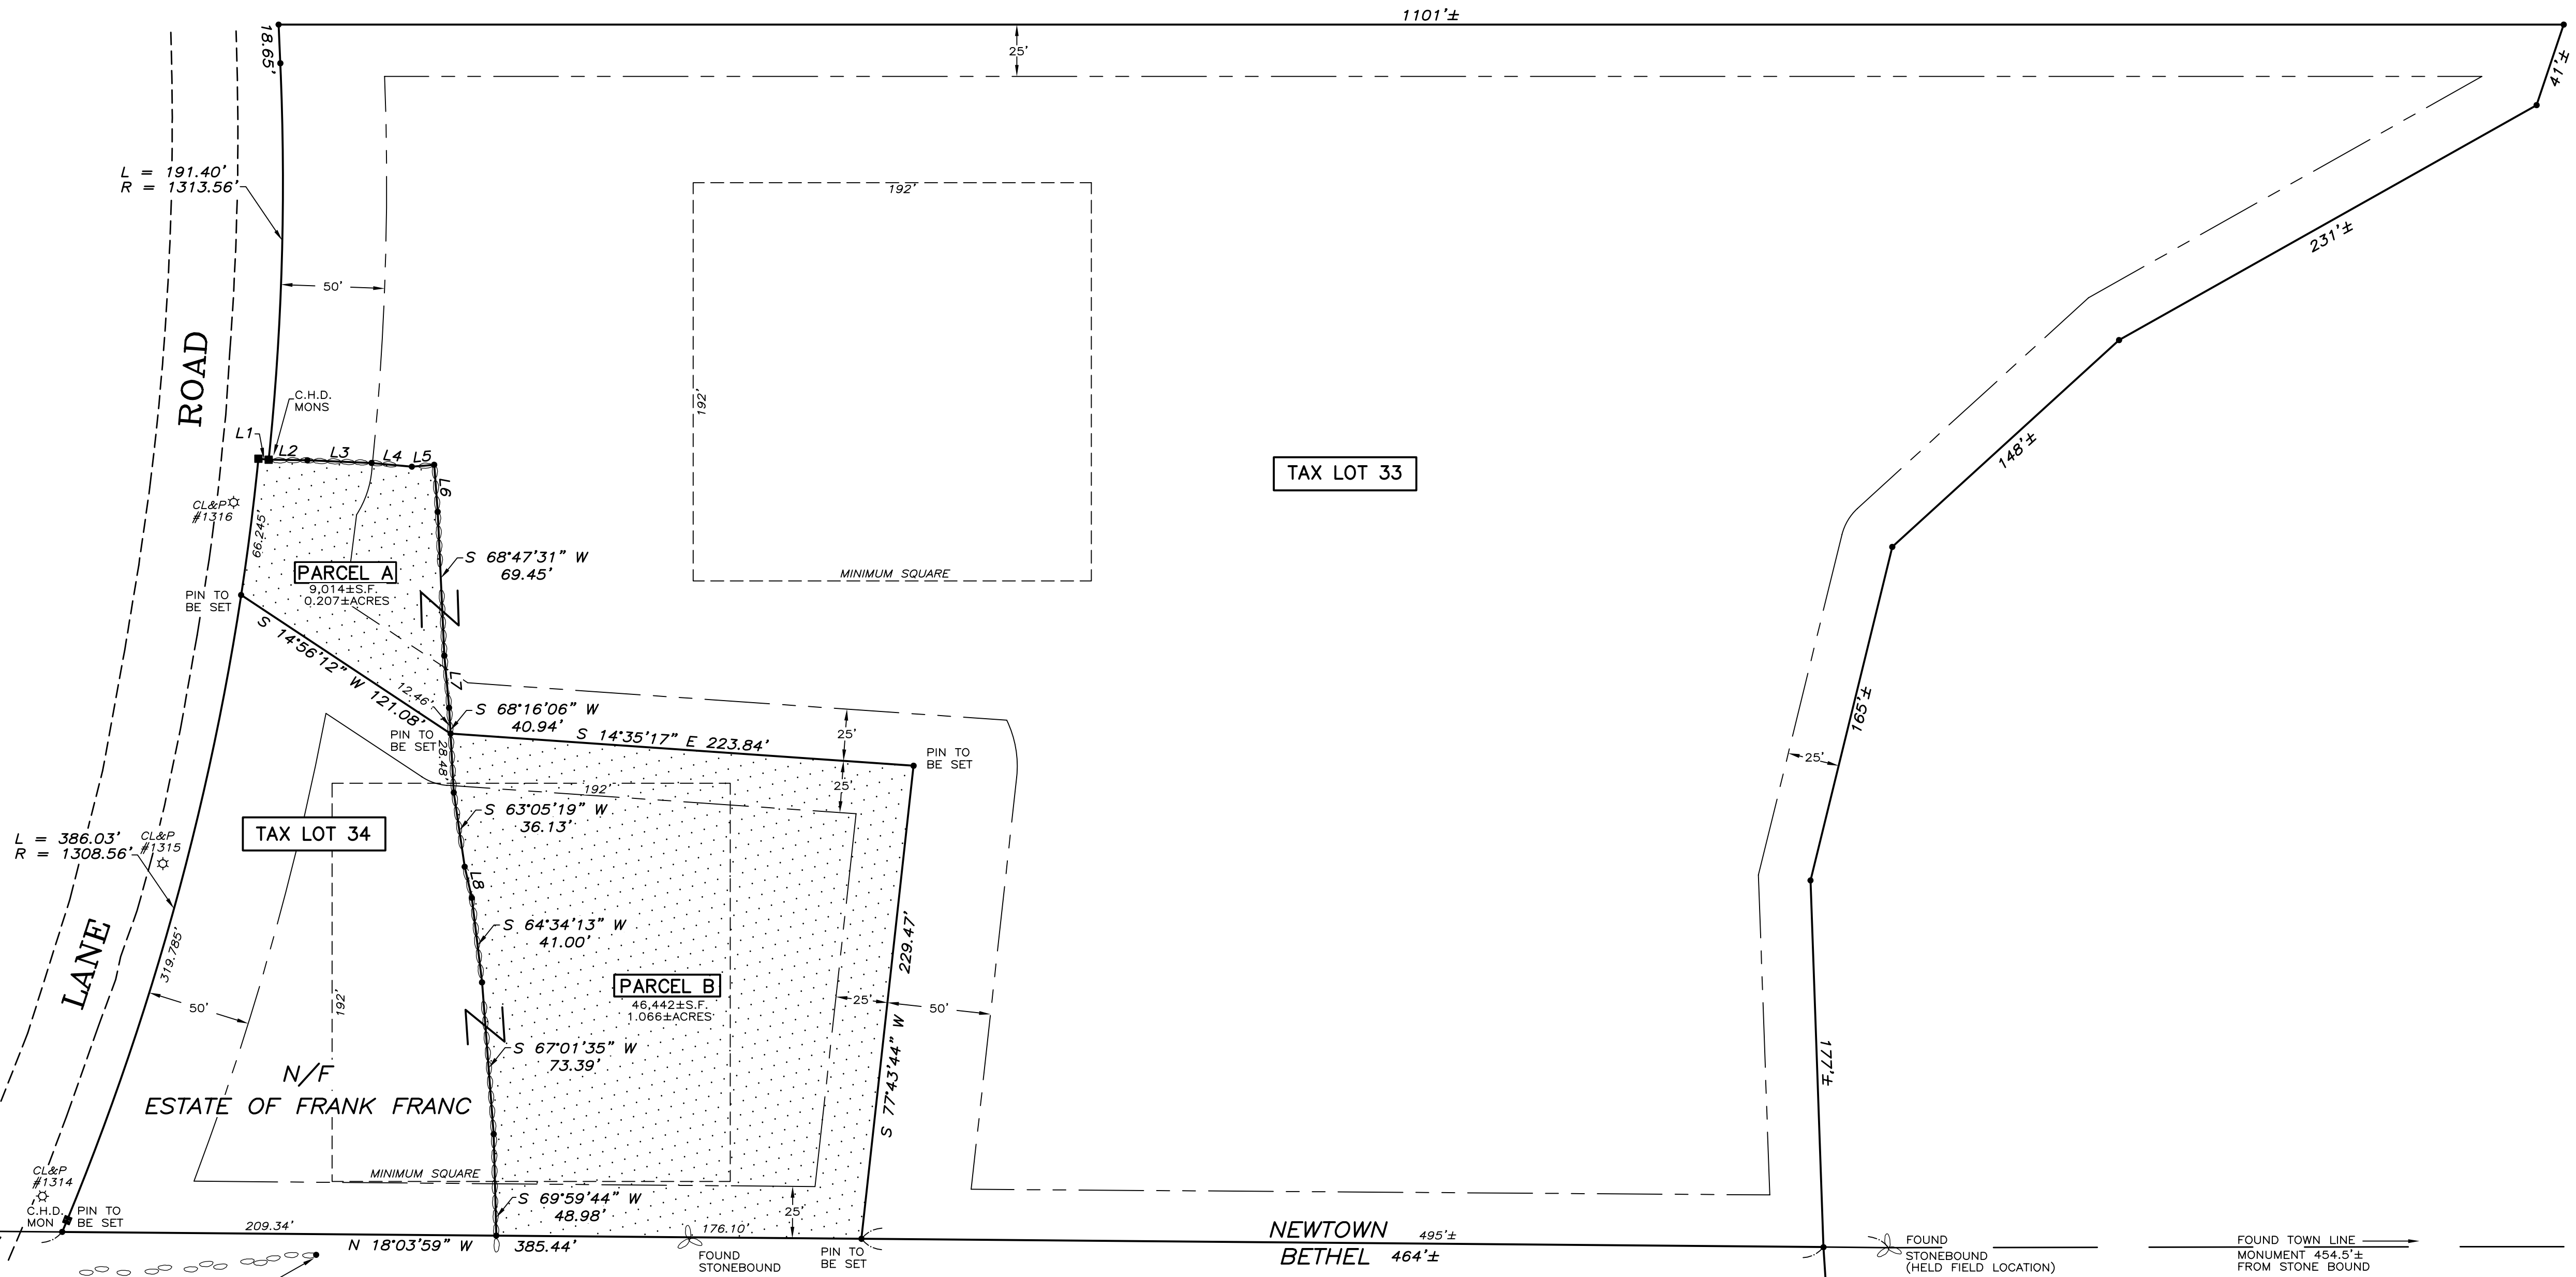 1101'±
18.65'
25'
41'±
L = 191.40'
R = 1313.56'
192'
231'±
50'
ROAD
C.H.D.
MONS
192'
L1
L2
L3
L4
L5
TAX LOT 33
148'±
L6
CL&P
#1316
66.245'
S 68°47'31" W
69.45'
MINIMUM SQUARE
PARCEL A
9,014±S.F.
0.207±ACRES
PIN TO
BE SET
S 14°56'12" W 121.08'
12.46'
L7
S 68°16'06" W
40.94'
165'±
PIN TO
BE SET
28.48'
S 14°35'17" E 223.84'
25'
PIN TO
BE SET
25'
25'
192'
S 63°05'19" W
36.13'
TAX LOT 34
L = 386.03'
R = 1308.56'
CL&P
#1315
L8
S 64°34'13" W
41.00'
229.47'
LANE
319.785'
PARCEL B
46,442±S.F.
1.066±ACRES
192'
50'
25'
50'
S 77°43'44" W
S 67°01'35" W
73.39'
177'±
N/F
ESTATE OF FRANK FRANC
CL&P
#1314
MINIMUM SQUARE
S 69°59'44" W
48.98'
25'
C.H.D.
MON
PIN TO
BE SET
209.34'
176.10'
N 18°03'59" W 385.44'
FOUND
STONEBOUND
PIN TO
BE SET
NEWTOWN 495'±
BETHEL 464'±
FOUND
STONEBOUND
(HELD FIELD LOCATION)
FOUND TOWN LINE
MONUMENT 454.5'±
FROM STONE BOUND